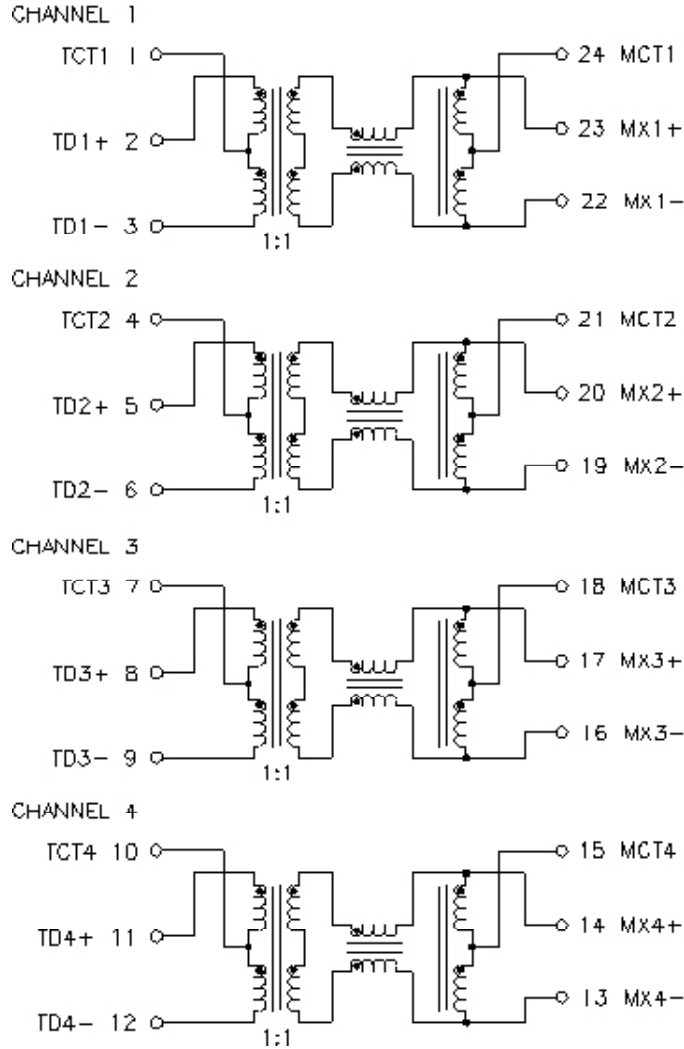 CHANNEL 1
TCT1 1
24 MCT1
TD1+ 2
23 MX1+
TD1- 3
22 MX1-
1:1
CHANNEL 2
TCT2 4
21 MCT2
TD2+ 5
20 MX2+
TD2- 6
19 MX2-
1:1
CHANNEL 3
TCT3 7
18 MCT3
TD3+ 8
17 MX3+
TD3- 9
16 MX3-
1:1
CHANNEL 4
TCT4 10
15 MCT4
TD4+ 11
14 MX4+
TD4- 12
13 MX4-
1:1